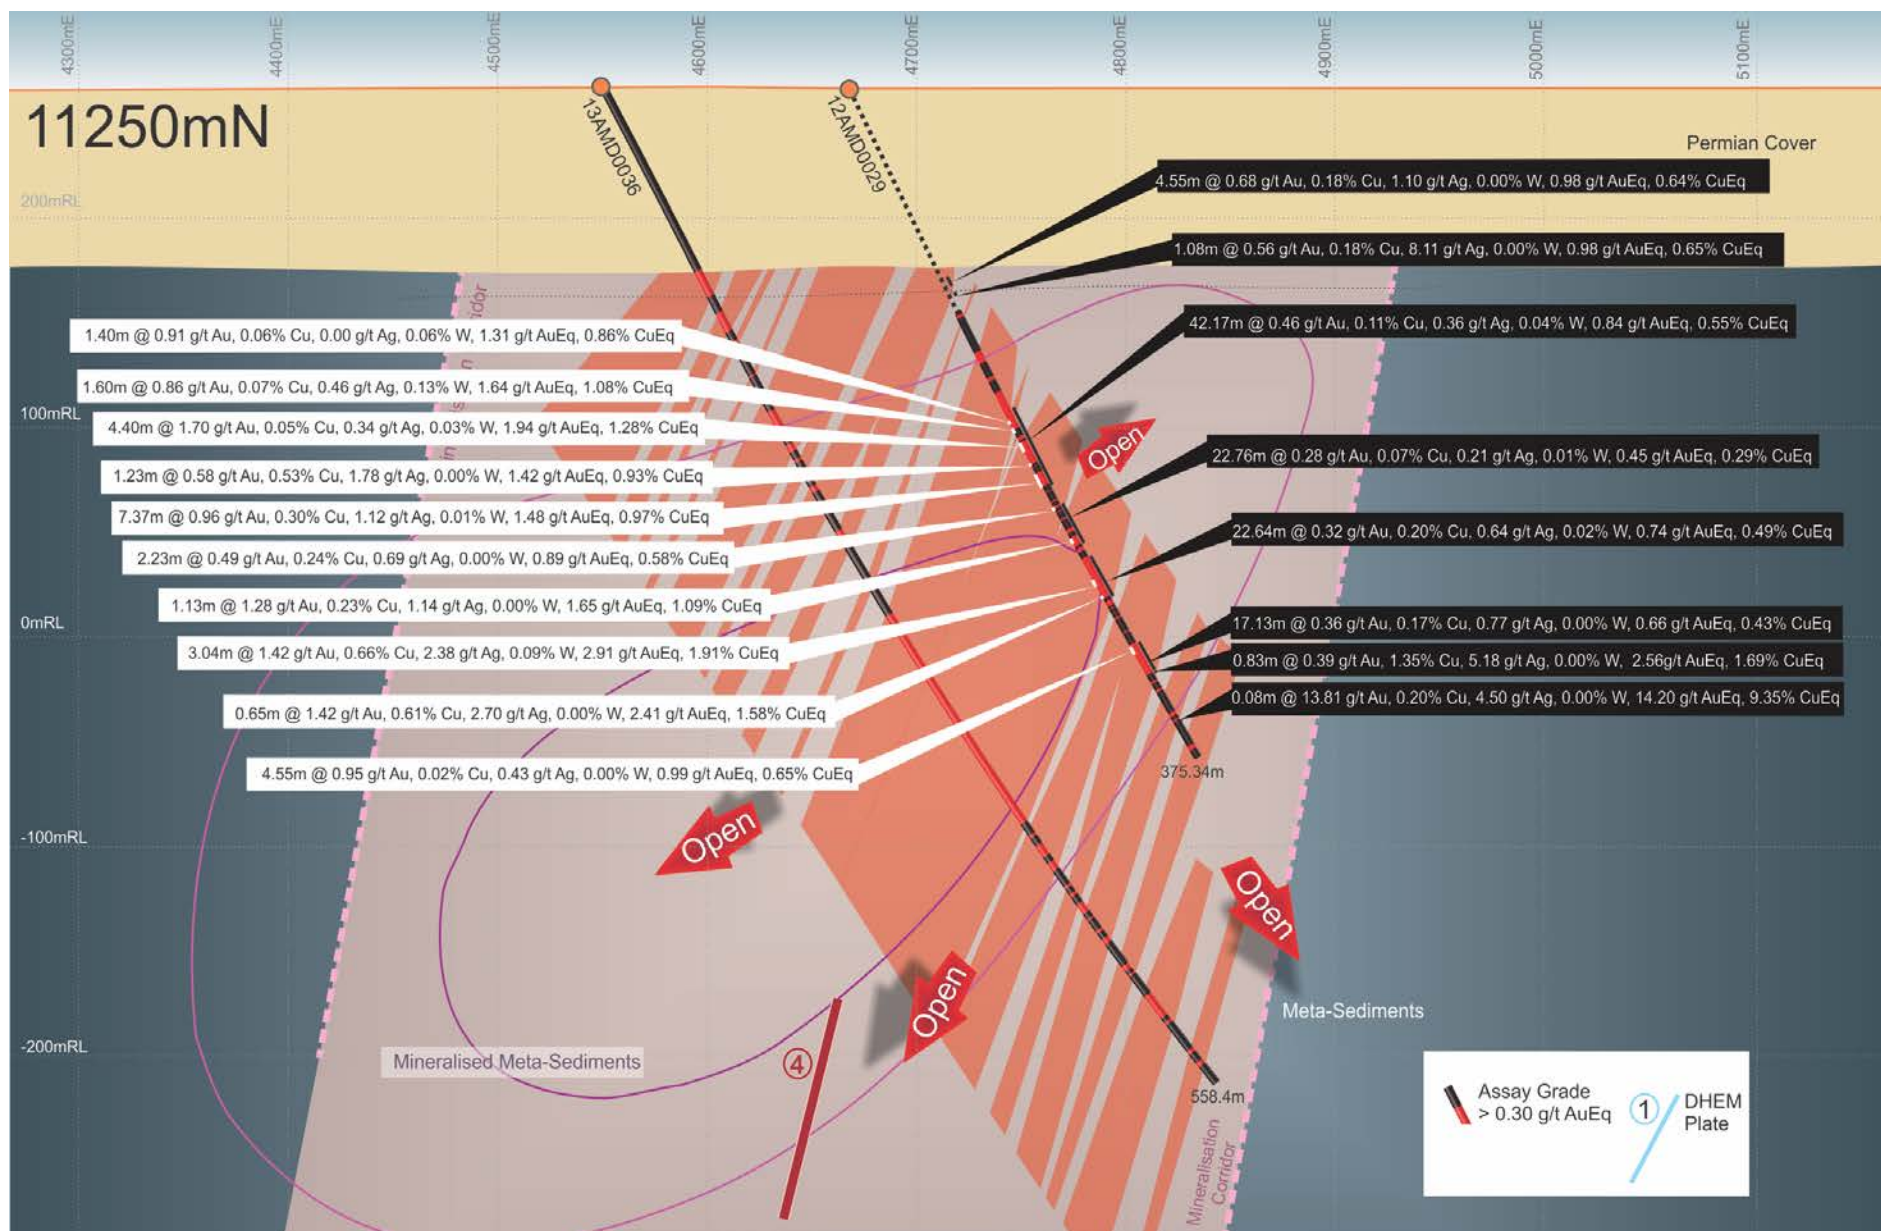 4300mE
4400mE
4500mE
4600mE
4700mE
4800mE
4900mE
5000mE
5100mE
11250mN
13AMD0036
12AMD0029
Permian Cover
200mRL
100mRL
0mRL
-100mRL
-200mRL
4.55m @ 0.68 g/t Au, 0.18% Cu, 1.10 g/t Ag, 0.00% W, 0.98 g/t AuEq, 0.64% CuEq
1.08m @ 0.56 g/t Au, 0.18% Cu, 8.11 g/t Ag, 0.00% W, 0.98 g/t AuEq, 0.65% CuEq
42.17m @ 0.46 g/t Au, 0.11% Cu, 0.36 g/t Ag, 0.04% W, 0.84 g/t AuEq, 0.55% CuEq
22.76m @ 0.28 g/t Au, 0.07% Cu, 0.21 g/t Ag, 0.01% W, 0.45 g/t AuEq, 0.29% CuEq
22.64m @ 0.32 g/t Au, 0.20% Cu, 0.64 g/t Ag, 0.02% W, 0.74 g/t AuEq, 0.49% CuEq
17.13m @ 0.36 g/t Au, 0.17% Cu, 0.77 g/t Ag, 0.00% W, 0.66 g/t AuEq, 0.43% CuEq
0.83m @ 0.39 g/t Au, 1.35% Cu, 5.18 g/t Ag, 0.00% W, 2.56g/t AuEq, 1.69% CuEq
0.08m @ 13.81 g/t Au, 0.20% Cu, 4.50 g/t Ag, 0.00% W, 14.20 g/t AuEq, 9.35% CuEq
1.40m @ 0.91 g/t Au, 0.06% Cu, 0.00 g/t Ag, 0.06% W, 1.31 g/t AuEq, 0.86% CuEq
1.60m @ 0.86 g/t Au, 0.07% Cu, 0.46 g/t Ag, 0.13% W, 1.64 g/t AuEq, 1.08% CuEq
4.40m @ 1.70 g/t Au, 0.05% Cu, 0.34 g/t Ag, 0.03% W, 1.94 g/t AuEq, 1.28% CuEq
1.23m @ 0.58 g/t Au, 0.53% Cu, 1.78 g/t Ag, 0.00% W, 1.42 g/t AuEq, 0.93% CuEq
7.37m @ 0.96 g/t Au, 0.30% Cu, 1.12 g/t Ag, 0.01% W, 1.48 g/t AuEq, 0.97% CuEq
2.23m @ 0.49 g/t Au, 0.24% Cu, 0.69 g/t Ag, 0.00% W, 0.89 g/t AuEq, 0.58% CuEq
1.13m @ 1.28 g/t Au, 0.23% Cu, 1.14 g/t Ag, 0.00% W, 1.65 g/t AuEq, 1.09% CuEq
3.04m @ 1.42 g/t Au, 0.66% Cu, 2.38 g/t Ag, 0.09% W, 2.91 g/t AuEq, 1.91% CuEq
0.65m @ 1.42 g/t Au, 0.61% Cu, 2.70 g/t Ag, 0.00% W, 2.41 g/t AuEq, 1.58% CuEq
4.55m @ 0.95 g/t Au, 0.02% Cu, 0.43 g/t Ag, 0.00% W, 0.99 g/t AuEq, 0.65% CuEq
Open
Open
Open
Open
375.34m
558.4m
Meta-Sediments
Mineralised Meta-Sediments
4
Mineralisation
Corridor
Assay Grade
> 0.30 g/t AuEq
1
DHEM
Plate